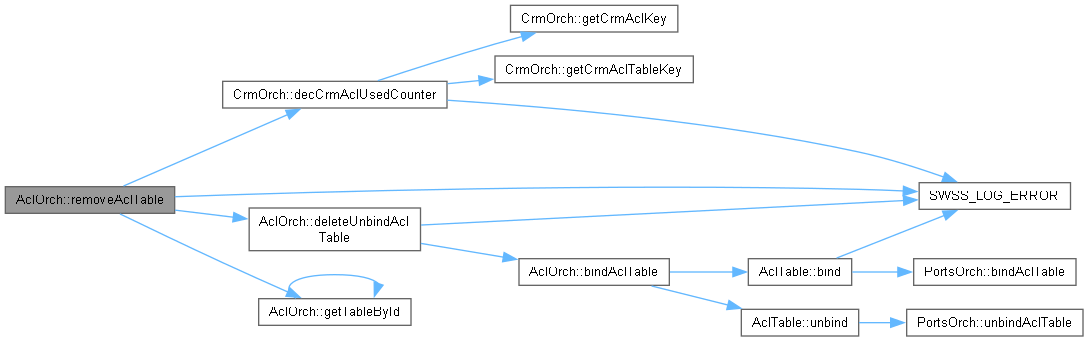 CrmOrch::getCrmAclKey
CrmOrch::getCrmAclTableKey
CrmOrch::decCrmAclUsedCounter
AclOrch::removeAclTable
SWSS_LOG_ERROR
AclOrch::deleteUnbindAcl
Table
AclOrch::bindAclTable
AclTable::bind
PortsOrch::bindAclTable
AclOrch::getTableById
AclTable::unbind
PortsOrch::unbindAclTable